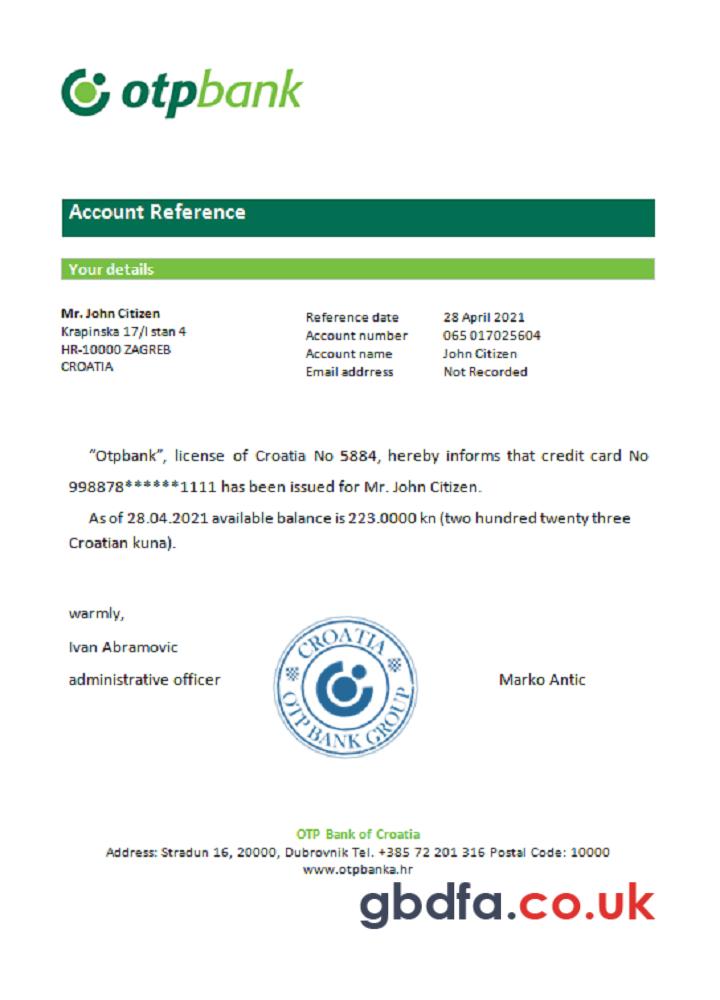 otpbank
Account Reference
Your details
Mr. John Citizen
Krapinska 17/I stan 4
HR-10000 ZAGREB
CROATIA
Reference date 28 April 2021
Account number 065 017025604
Account name John Citizen
Email addrress Not Recorded
“Otpbank”, license of Croatia No 5884, hereby informs that credit card No
998878******1111 has been issued for Mr. John Citizen.
As of 28.04.2021 available balance is 223.0000 kn (two hundred twenty three
Croatian kuna).
warmly,
Ivan Abramovic
administrative officer
CROATIA
OTP BANK GROUP
Marko Antic
OTP Bank of Croatia
Address: Stradun 16, 20000, Dubrovnik Tel. +385 72 201 316 Postal Code: 10000
www.otpbanka.hr
gbdfa.co.uk